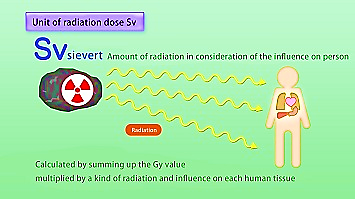 Unit of radiation dose Sv
Sv sievert Amount of radiation in consideration of the influence on person
Radiation
Calculated by summing up the Gy value
multiplied by a kind of radiation and influence on each human tissue